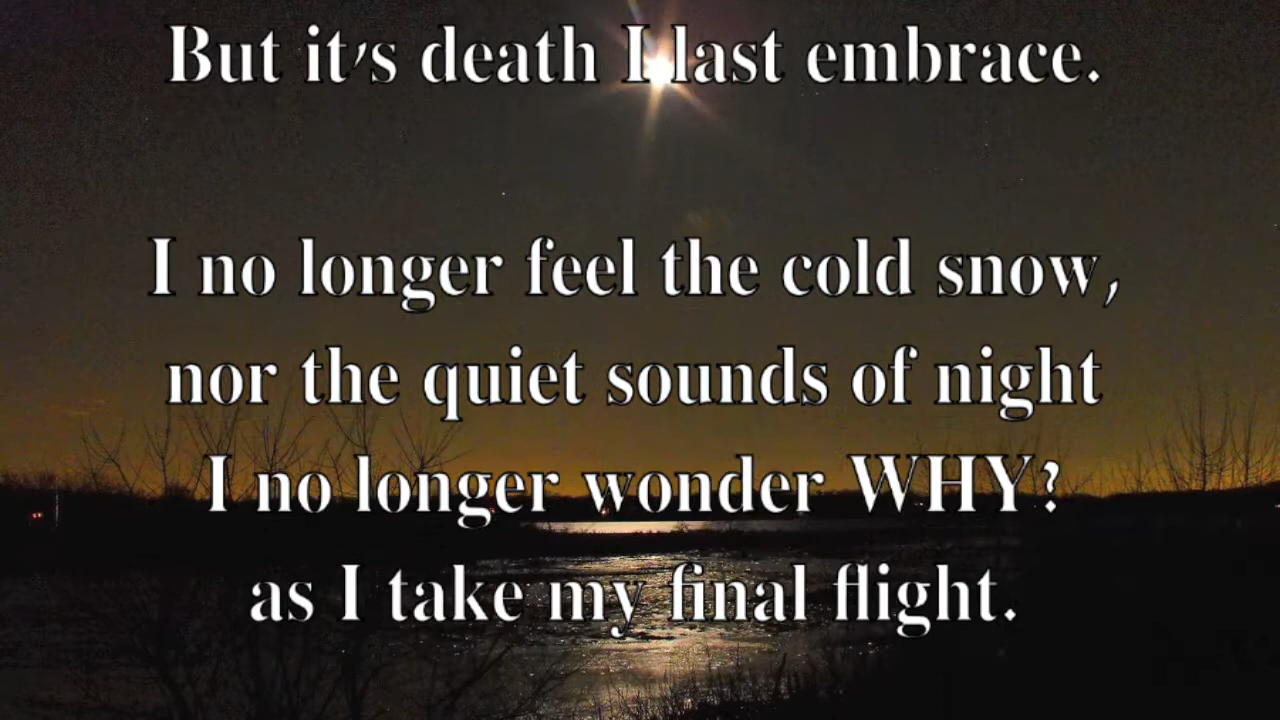 But it's death I last embrace.
I no longer feel the cold snow,
nor the quiet sounds of night
I no longer wonder WHY?
as I take my final flight.